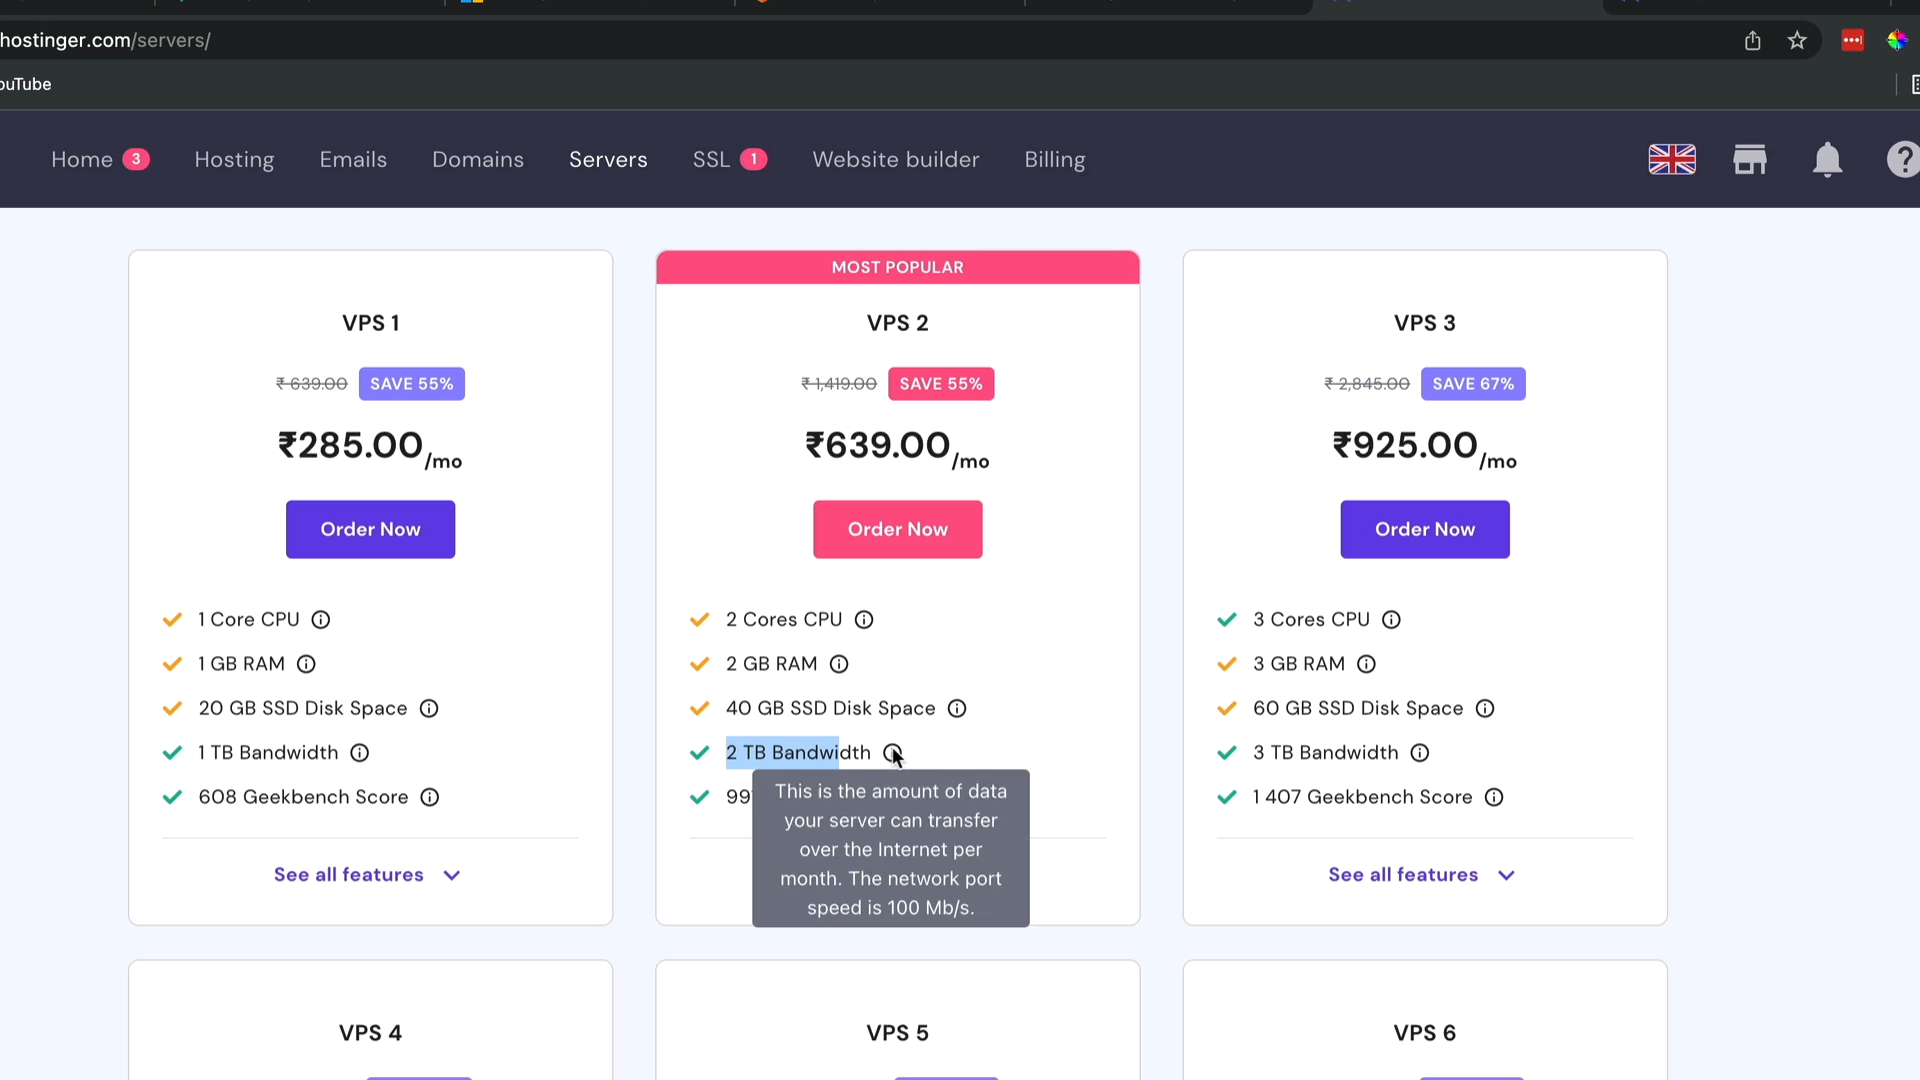 hostinger.com/servers/
ouTube
Home 3 Hosting Emails Domains Servers SSL 1 Website builder Billing
MOST POPULAR
VPS 1
₹ 639.00 SAVE 55%
₹285.00/mo
Order Now
1 Core CPU
1 GB RAM
20 GB SSD Disk Space
1 TB Bandwidth
608 Geekbench Score
See all features
VPS 2
₹ 1,419.00 SAVE 55%
₹639.00/mo
Order Now
2 Cores CPU
2 GB RAM
40 GB SSD Disk Space
2 TB Bandwidth
This is the amount of data
your server can transfer
over the Internet per
month. The network port
speed is 100 Mb/s.
VPS 3
₹ 2,845.00 SAVE 67%
₹925.00/mo
Order Now
3 Cores CPU
3 GB RAM
60 GB SSD Disk Space
3 TB Bandwidth
1 407 Geekbench Score
See all features
VPS 4
VPS 5
VPS 6